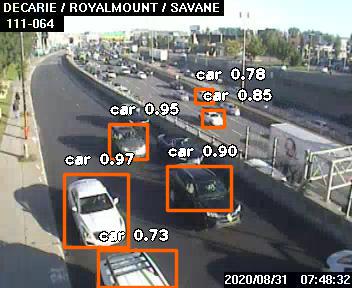 DECARIE / ROYALMOUNT / SAVANE
111-064
car 0.78
car 0.85
car 0.95
car 0.90
car 0.97
car 0.73
2020/08/31 07:48:32